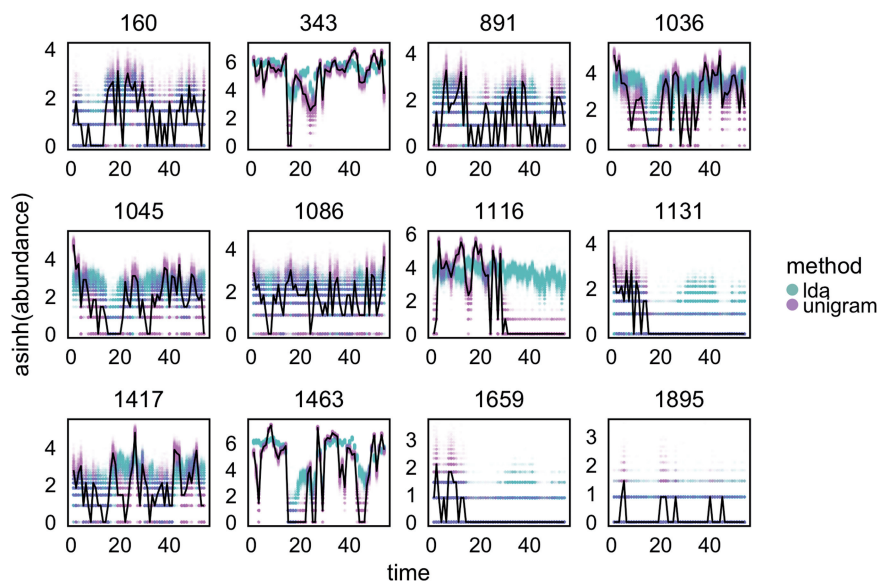 160 343 891 1036
4 6 4 4
2 4 2 2
0 2 0 0
0
0 20 40 0 20 40 0 20 40 0 20 40
1045 1086 1116 1131
4 4 6 4
2 2 4 2
0 0 2 0
0
0 20 40 0 20 40 0 20 40 0 20 40
1417 1463 1659 1895
4 6 3 3
2 4 2 2
0 2 1 1
0 0 0
0 20 40 0 20 40 0 20 40 0 20 40
asinh(abundance)
time
method
lda
unigram